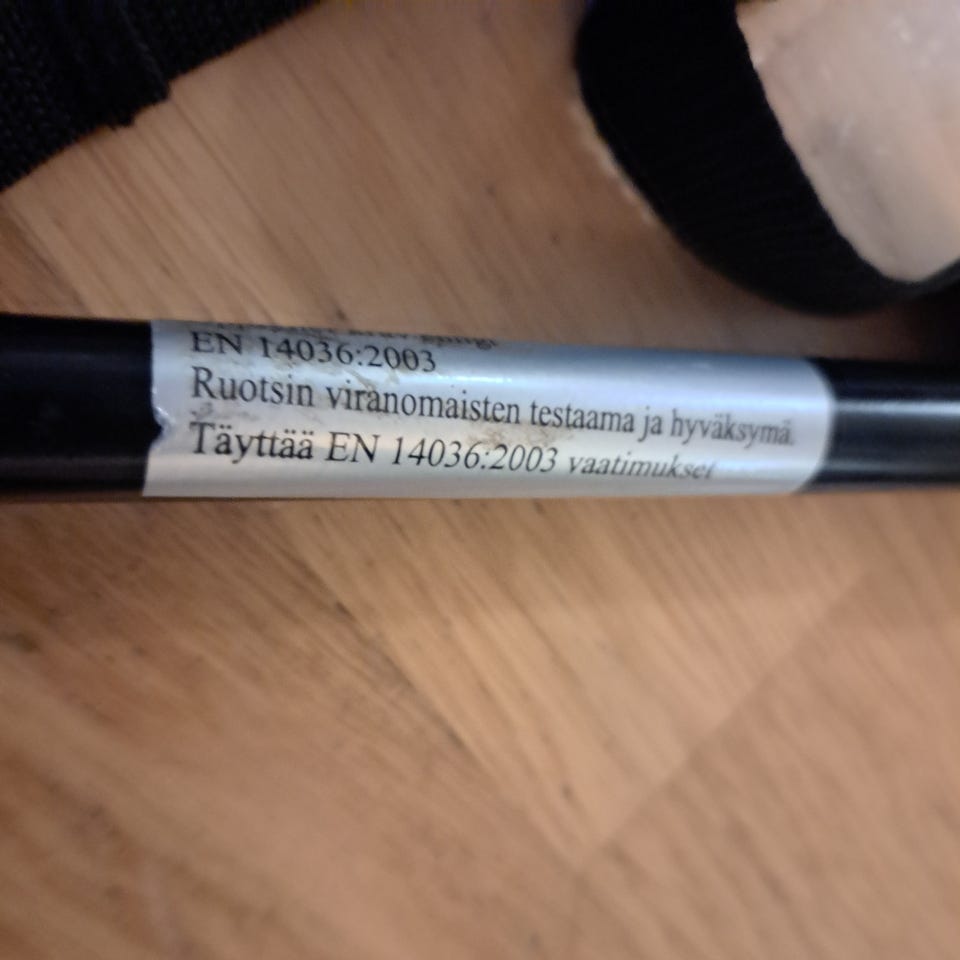 EN 14036:2003
Ruotsin viranomaisten testaama ja hyväksymä.
Täyttää EN 14036:2003 vaatimukset